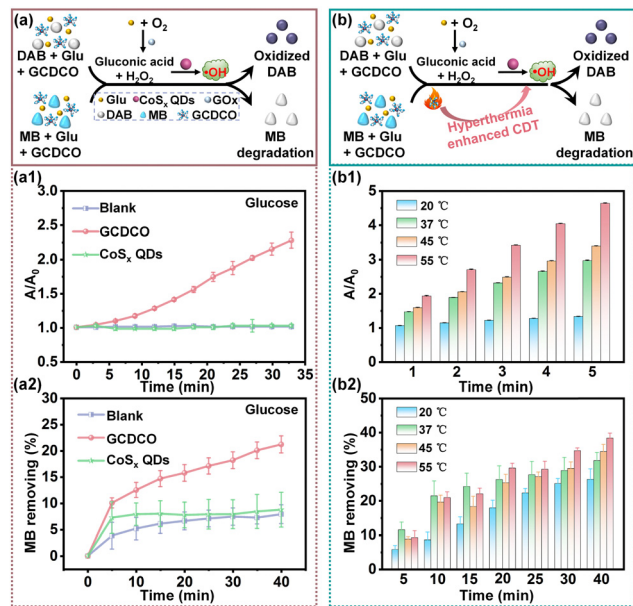 (a)
+ O₂
DAB + Glu
+ GCDCO
Gluconic acid
+ H₂O₂
•OH
Oxidized
DAB
Glu CoSₓ QDs GOx
DAB MB GCDCO
MB + Glu
+ GCDCO
MB
degradation
(b)
+ O₂
DAB + Glu
+ GCDCO
Gluconic acid
+ H₂O₂
•OH
Oxidized
DAB
Hyperthermia
enhanced CDT
MB + Glu
+ GCDCO
MB
degradation
(a1)
Blank
GCDCO
CoSₓ QDs
Glucose
A/A₀
3.0
2.5
2.0
1.5
1.0
0.5
0 5 10 15 20 25 30 35
Time (min)
(b1)
20 ℃
37 ℃
45 ℃
55 ℃
A/A₀
5
4
3
2
1
0
1 2 3 4 5
Time (min)
(a2)
Blank
GCDCO
CoSₓ QDs
Glucose
MB removing (%)
30
25
20
15
10
5
0
0 10 20 30 40
Time (min)
(b2)
20 ℃
37 ℃
45 ℃
55 ℃
MB removing (%)
50
40
30
20
10
0
5 10 15 20 25 30 40
Time (min)